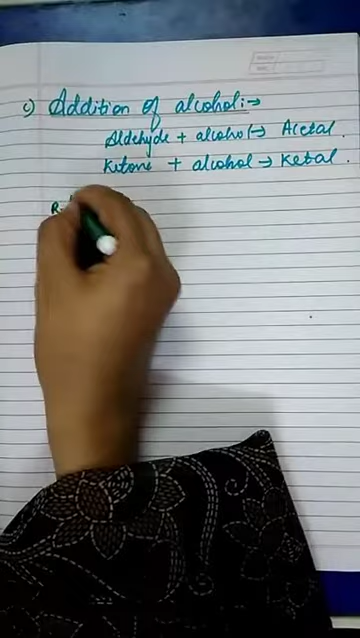 c) Addition of alcohol :→
Aldehyde + alcohol → Acetal.
Ketone + alcohol → Ketal.
R-